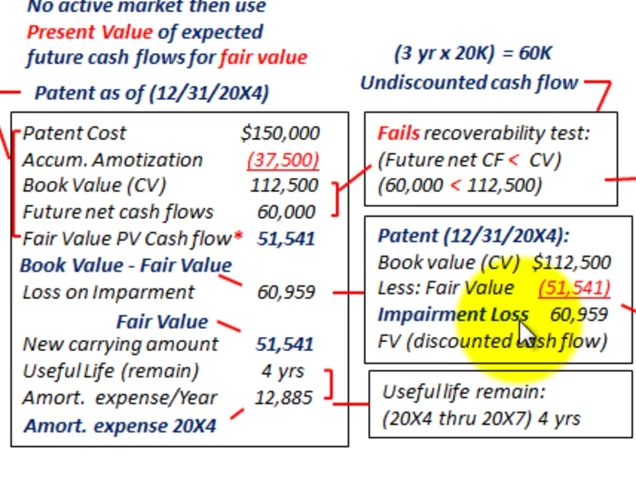 No active market then use
Present Value of expected
future cash flows for fair value
Patent as of (12/31/20X4)
Patent Cost $150,000
Accum. Amotization (37,500)
Book Value (CV) 112,500
Future net cash flows 60,000
Fair Value PV Cash flow* 51,541
Book Value - Fair Value
Loss on Imparment 60,959
Fair Value
New carrying amount 51,541
Useful Life (remain) 4 yrs
Amort. expense/Year 12,885
Amort. expense 20X4
(3 yr x 20K) = 60K
Undiscounted cash flow
Fails recoverability test:
(Future net CF < CV)
(60,000 < 112,500)
Patent (12/31/20X4):
Book value (CV) $112,500
Less: Fair Value (51,541)
Impairment Loss 60,959
FV (discounted cash flow)
Useful life remain:
(20X4 thru 20X7) 4 yrs